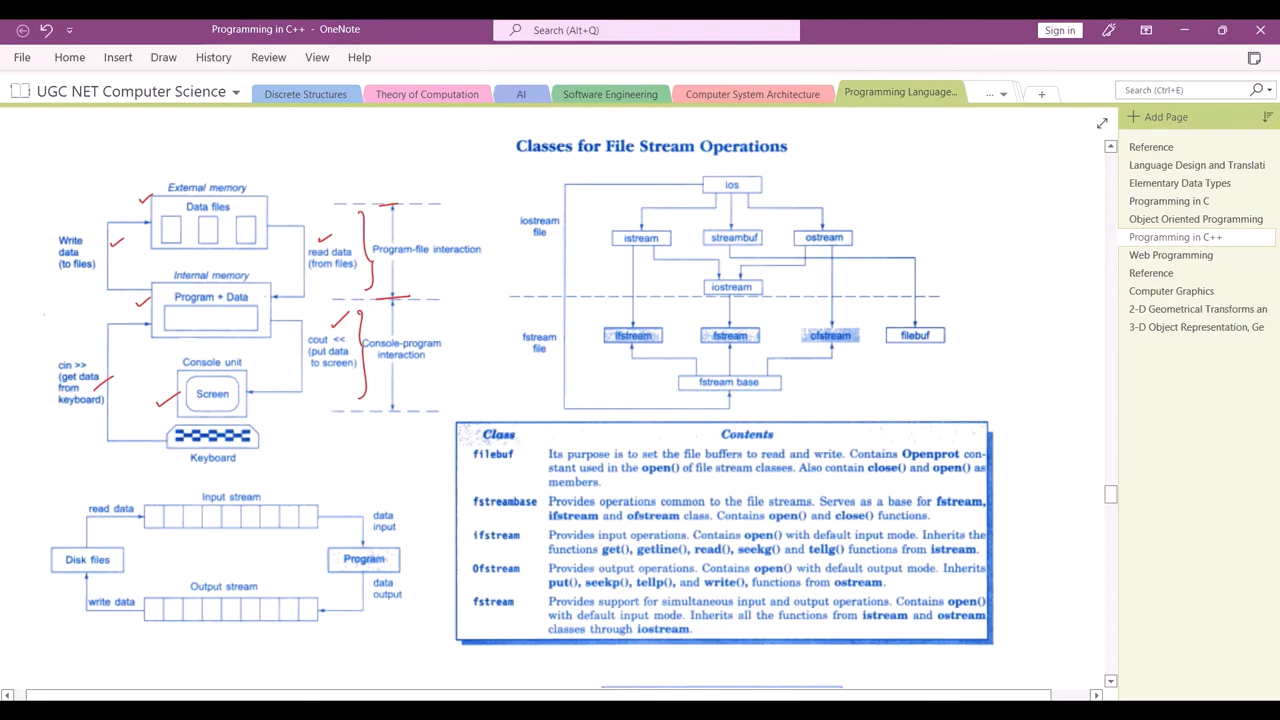 Programming in C++ - OneNote
Search (Alt+Q)
Sign in
File
Home
Insert
Draw
History
Review
View
Help
UGC NET Computer Science
Discrete Structures
Theory of Computation
AI
Software Engineering
Computer System Architecture
Programming Language...
...
Search (Ctrl+E)
Add Page
Reference
Language Design and Translati
Elementary Data Types
Programming in C
Object Oriented Programming
Programming in C++
Web Programming
Reference
Computer Graphics
2-D Geometrical Transforms an
3-D Object Representation, Ge
External memory
Data files
Write
data
(to files)
read data
(from files)
Program-file interaction
Internal memory
Program + Data
cout <<
(put data
to screen)
Console-program
interaction
Console unit
Screen
cin >>
(get data
from
keyboard)
Keyboard
Input stream
read data
data
input
Disk files
Program
Output stream
write data
data
output
Classes for File Stream Operations
ios
iostream
file
istream
streambuf
ostream
iostream
fstream
file
ifstream
fstream
ofstream
filebuf
fstream base
Class Contents
filebuf Its purpose is to set the file buffers to read and write. Contains Openprot con-
stant used in the open() of file stream classes. Also contain close() and open() as
members.
fstreambase Provides operations common to the file streams. Serves as a base for fstream,
ifstream and ofstream class. Contains open() and close() functions.
ifstream Provides input operations. Contains open() with default input mode. Inherits the
functions get(), getline(), read(), seekg() and tellg() functions from istream.
Ofstream Provides output operations. Contains open() with default output mode. Inherits
put(), seekp(), tellp(), and write(), functions from ostream.
fstream Provides support for simultaneous input and output operations. Contains open()
with default input mode. Inherits all the functions from istream and ostream
classes through iostream.